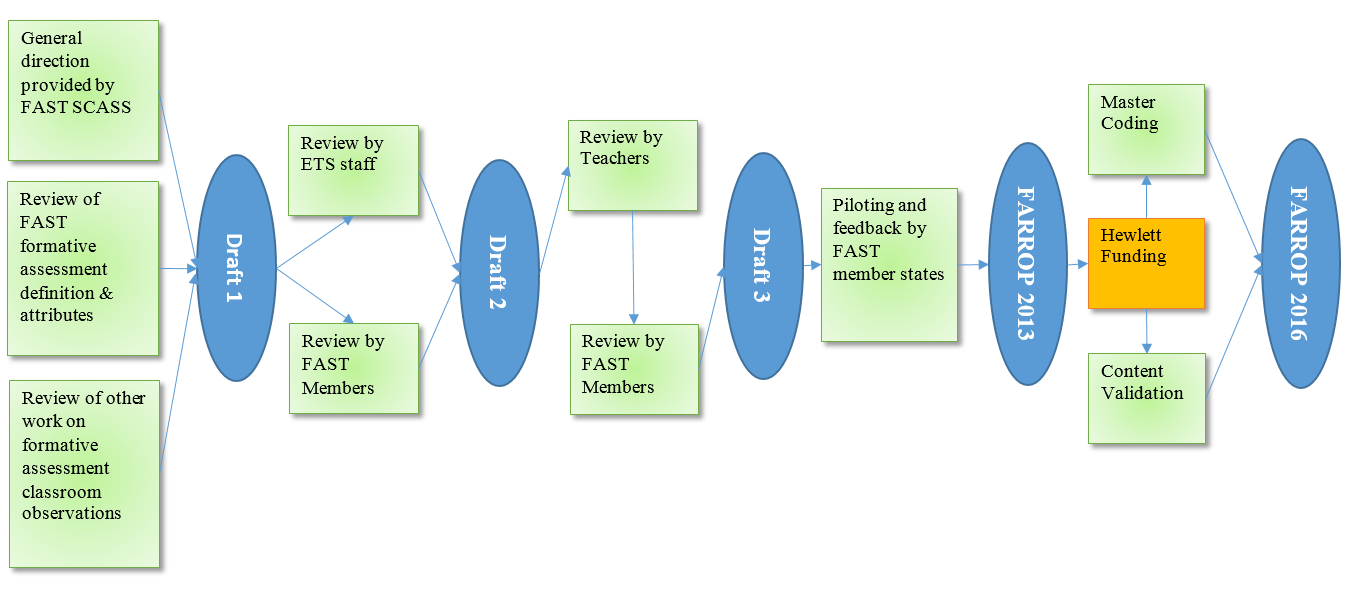 General
direction
provided by
FAST SCASS
Review of
FAST
formative
assessment
definition &
attributes
Review of other
work on
formative
assessment
classroom
observations
Draft 1
Review by
ETS staff
Review by
FAST
Members
Draft 2
Review by
Teachers
Review by
FAST
Members
Draft 3
Piloting and
feedback by
FAST
member states
FARROP 2013
Master
Coding
Hewlett
Funding
Content
Validation
FARROP 2016